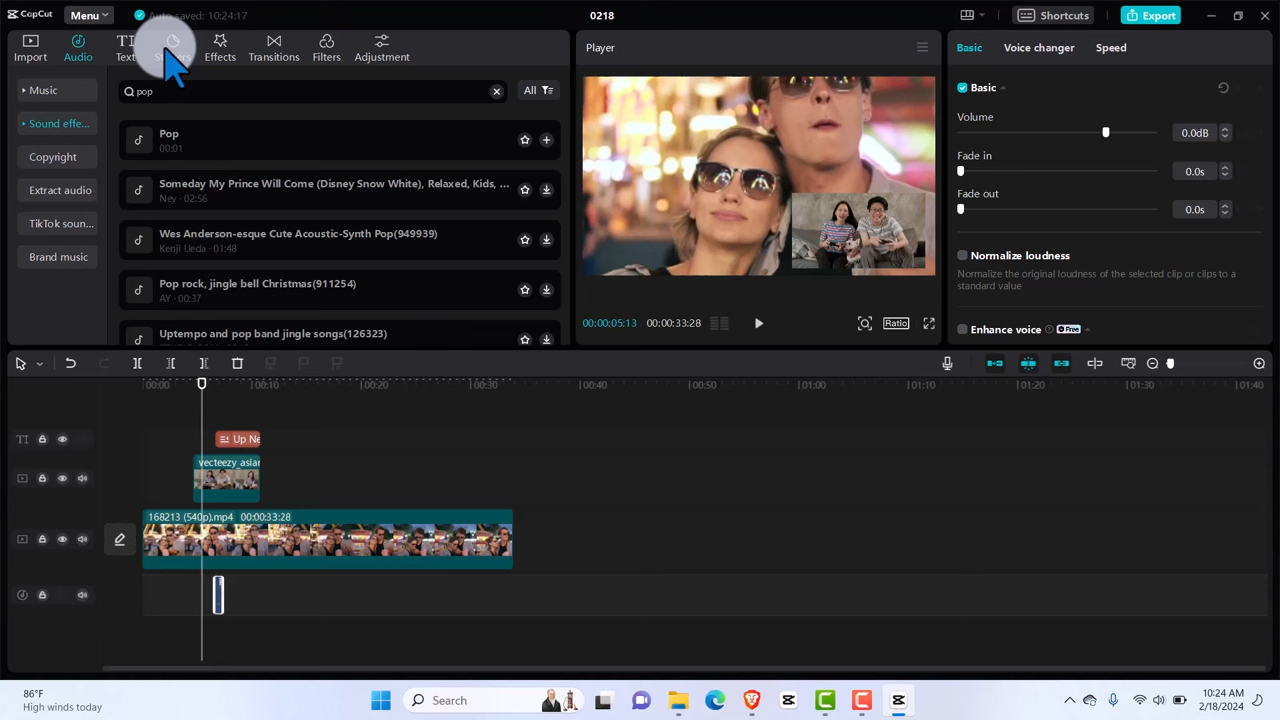 CapCut
Menu
Auto saved: 10:24:17
0218
Shortcuts
Export
Import
Audio
Text
Effects
Transitions
Filters
Adjustment
Music
Sound effe...
Copyright
Extract audio
TikTok soun...
Brand music
pop
All
Pop
00:01
Someday My Prince Will Come (Disney Snow White), Relaxed, Kids, ...
Ney · 02:56
Wes Anderson-esque Cute Acoustic-Synth Pop(949939)
Kenji Ueda · 01:48
Pop rock, jingle bell Christmas(911254)
AY · 00:37
Uptempo and pop band jingle songs(126323)
Player
00:00:05:13
00:00:33:28
Ratio
Basic
Voice changer
Speed
Basic
Volume
0.0dB
Fade in
0.0s
Fade out
0.0s
Normalize loudness
Normalize the original loudness of the selected clip or clips to a
standard value
Enhance voice
Free
00:00
00:10
00:20
00:30
00:40
00:50
01:00
01:10
01:20
01:30
01:40
TI
Up Ne
vecteezy_asian
168213 (540p).mp4
00:00:33:28
86°F
High winds today
Search
10:24 AM
2/18/2024